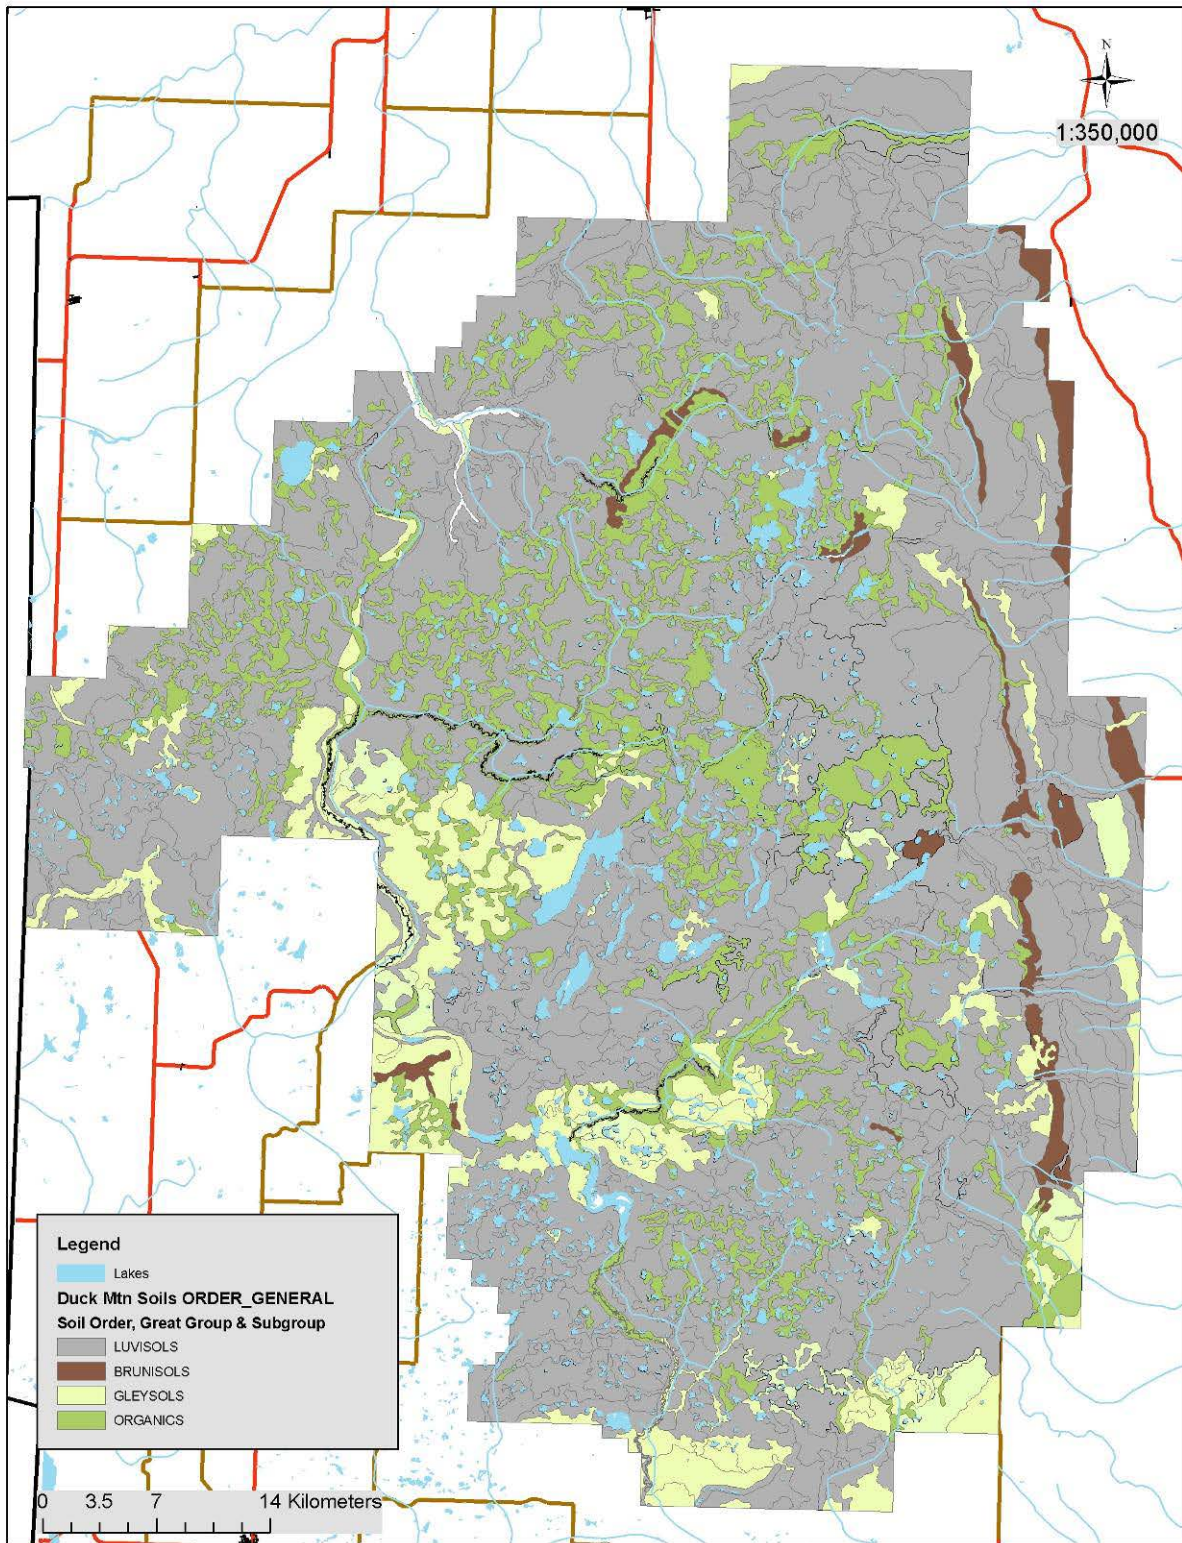 N
1:350,000
Legend
Lakes
Duck Mtn Soils ORDER_GENERAL
Soil Order, Great Group & Subgroup
LUVISOLS
BRUNISOLS
GLEYSOLS
ORGANICS
0 3.5 7 14 Kilometers